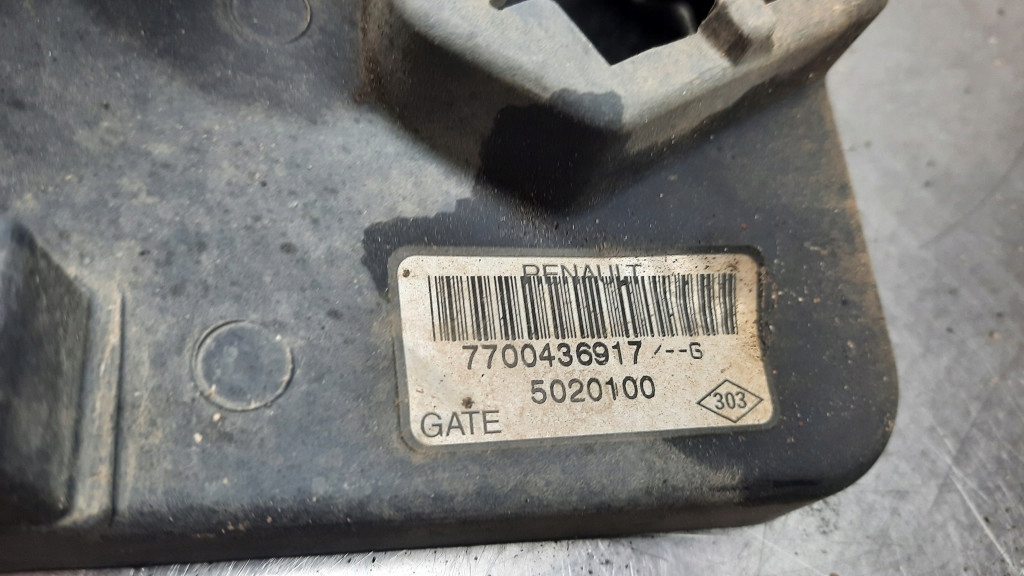 RENAULT
7700436917/--G
5020100
303
GATE